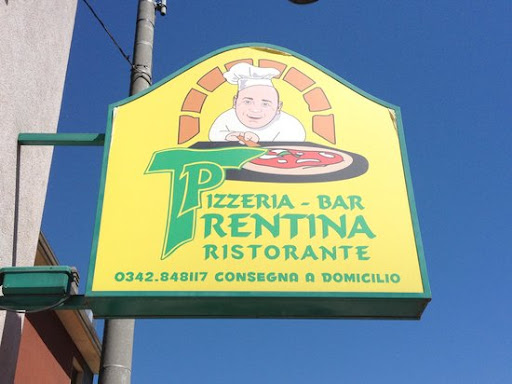 PIZZERIA - BAR
TRENTINA
RISTORANTE
0342.848117 CONSEGNA A DOMICILIO